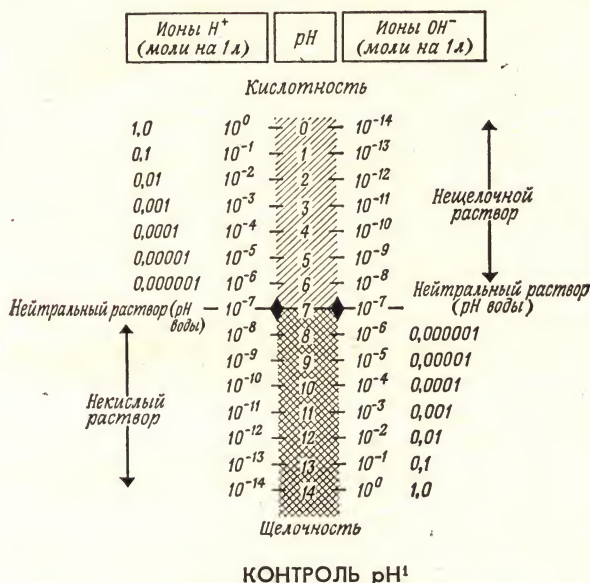 Ионы H⁺ pH Ионы OH⁻
(моли на 1л) (моли на 1л)
Кислотность
1,0 10⁰ 0 10⁻¹⁴
0,1 10⁻¹ 1 10⁻¹³
0,01 10⁻² 2 10⁻¹²
0,001 10⁻³ 3 10⁻¹¹
0,0001 10⁻⁴ 4 10⁻¹⁰
0,00001 10⁻⁵ 5 10⁻⁹
0,000001 10⁻⁶ 6 10⁻⁸
Нещелочной
раствор
Нейтральный раствор (pH
воды)
10⁻⁷ 7 10⁻⁷
Нейтральный раствор
(pH воды)
10⁻⁸ 8 10⁻⁶ 0,000001
10⁻⁹ 9 10⁻⁵ 0,00001
10⁻¹⁰ 10 10⁻⁴ 0,0001
10⁻¹¹ 11 10⁻³ 0,001
10⁻¹² 12 10⁻² 0,01
10⁻¹³ 13 10⁻¹ 0,1
10⁻¹⁴ 14 10⁰ 1,0
Некислый
раствор
Щелочность
КОНТРОЛЬ pH¹